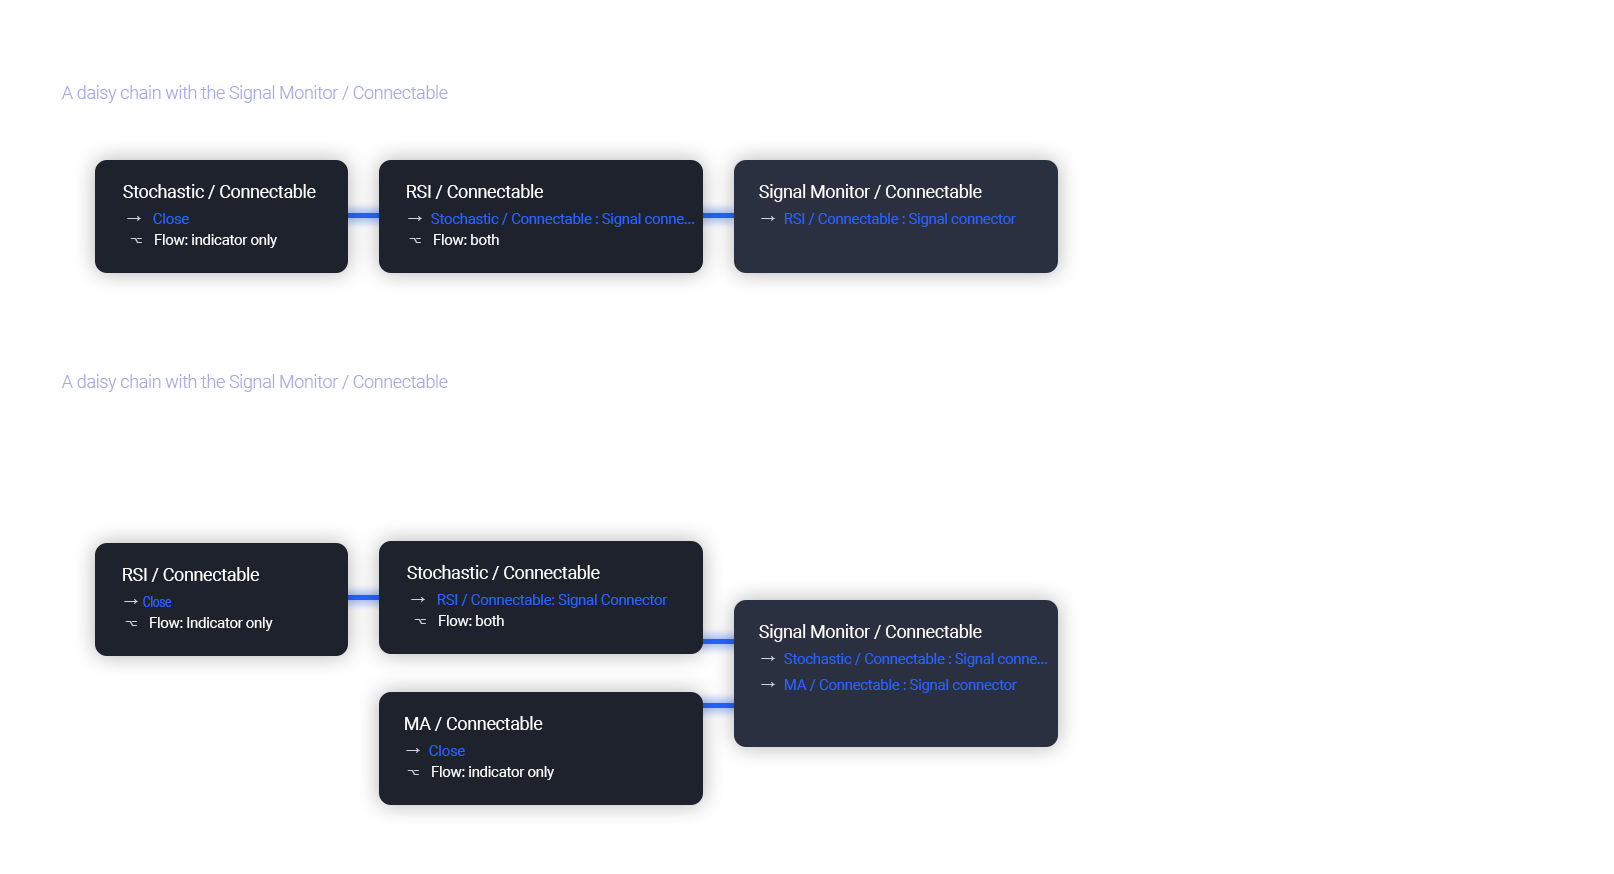 A daisy chain with the Signal Monitor / Connectable
Stochastic / Connectable
→ Close
⌥ Flow: indicator only
RSI / Connectable
→ Stochastic / Connectable : Signal conne...
⌥ Flow: both
Signal Monitor / Connectable
→ RSI / Connectable : Signal connector
A daisy chain with the Signal Monitor / Connectable
RSI / Connectable
→ Close
⌥ Flow: Indicator only
Stochastic / Connectable
→ RSI / Connectable: Signal Connector
⌥ Flow: both
MA / Connectable
→ Close
⌥ Flow: indicator only
Signal Monitor / Connectable
→ Stochastic / Connectable : Signal conne...
→ MA / Connectable : Signal connector